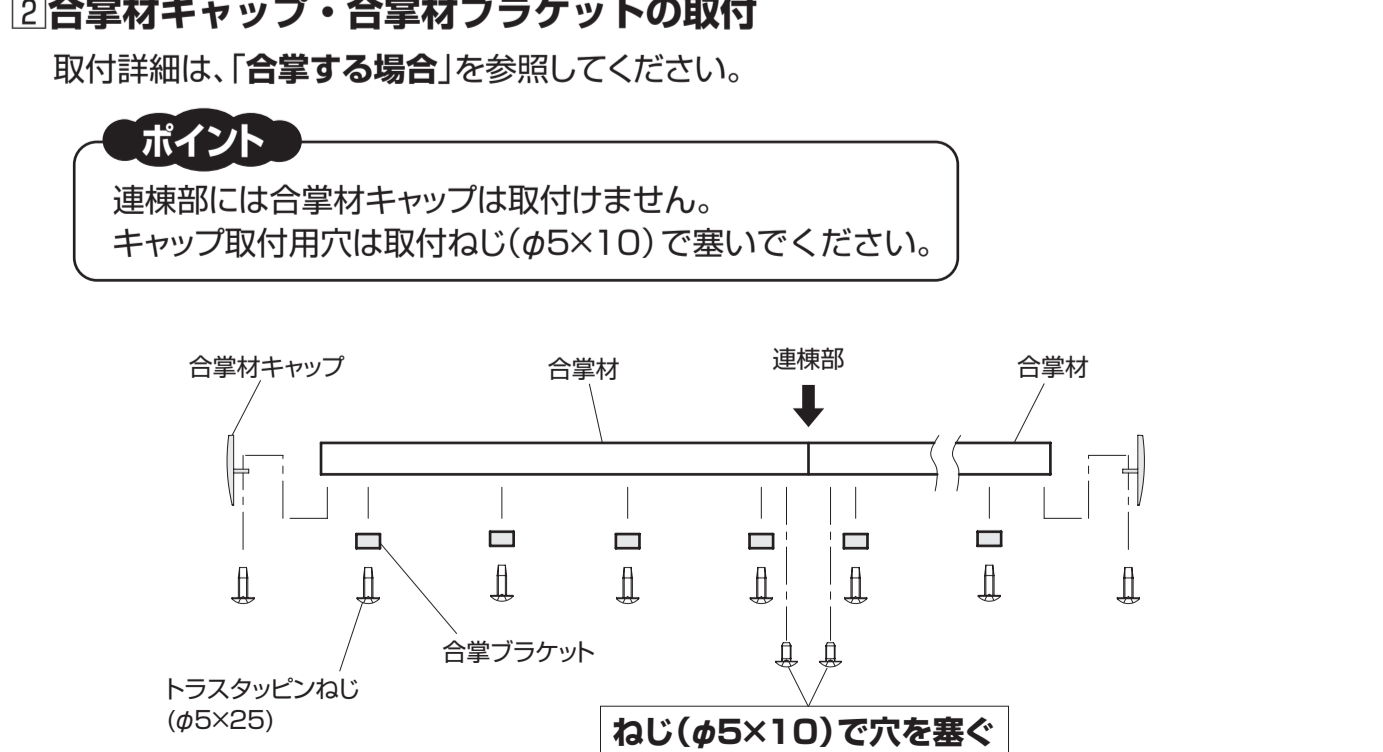 2 合掌材キャップ・合掌材ブラケットの取付
取付詳細は、「合掌する場合」を参照してください。
ポイント
連棟部には合掌材キャップは取付けません。
キャップ取付用穴は取付ねじ(φ5×10)で塞いでください。
合掌材キャップ
合掌材
連棟部
合掌材
合掌ブラケット
トラスタッピンねじ
(φ5×25)
ねじ(φ5×10)で穴を塞ぐ